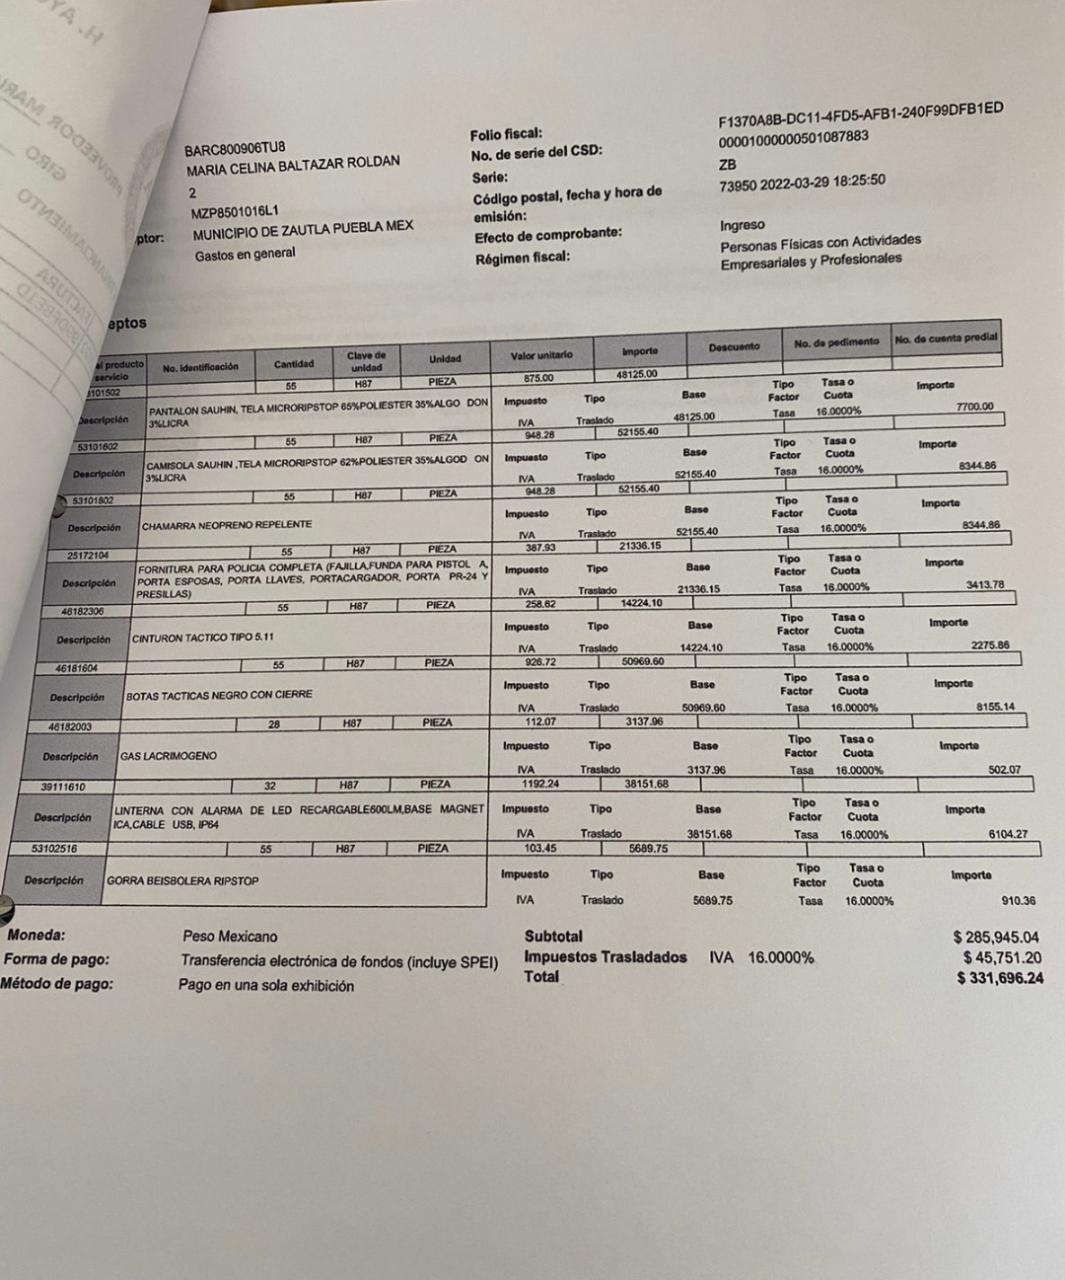 BARC800906TU8
MARIA CELINA BALTAZAR ROLDAN
2
MZP8501016L1
ptor: MUNICIPIO DE ZAUTLA PUEBLA MEX
Gastos en general
Folio fiscal: F1370A8B-DC11-4FD5-AFB1-240F99DFB1ED
No. de serie del CSD: 00001000000501087883
Serie: ZB
Código postal, fecha y hora de emisión: 73950 2022-03-29 18:25:50
Efecto de comprobante: Ingreso
Régimen fiscal: Personas Físicas con Actividades
Empresariales y Profesionales
eptos
el producto servicio No. identificación Cantidad Clave de unidad Unidad Valor unitario Importe Descuento No. de pedimento No. de cuenta predial
3101502 55 H87 PIEZA 875.00 48125.00
Descripción PANTALON SAUHIN, TELA MICRORIPSTOP 65%POLIESTER 35%ALGO DON
3%LICRA
Impuesto Tipo Base Tipo Factor Tasa o Cuota Importe
IVA Traslado 48125.00 Tasa 16.0000% 7700.00
53101602 55 H87 PIEZA 948.28 52155.40
Descripción CAMISOLA SAUHIN ,TELA MICRORIPSTOP 62%POLIESTER 35%ALGOD ON
3%LICRA
Impuesto Tipo Base Tipo Factor Tasa o Cuota Importe
IVA Traslado 52155.40 Tasa 16.0000% 8344.86
53101802 55 H87 PIEZA 948.28 52155.40
Descripción CHAMARRA NEOPRENO REPELENTE
Impuesto Tipo Base Tipo Factor Tasa o Cuota Importe
IVA Traslado 52155.40 Tasa 16.0000% 8344.86
25172104 55 H87 PIEZA 387.93 21336.15
Descripción FORNITURA PARA POLICIA COMPLETA (FAJILLA,FUNDA PARA PISTOL A,
PORTA ESPOSAS, PORTA LLAVES, PORTACARGADOR, PORTA PR-24 Y
PRESILLAS)
Impuesto Tipo Base Tipo Factor Tasa o Cuota Importe
IVA Traslado 21336.15 Tasa 16.0000% 3413.78
46182306 55 H87 PIEZA 258.62 14224.10
Descripción CINTURON TACTICO TIPO 5.11
Impuesto Tipo Base Tipo Factor Tasa o Cuota Importe
IVA Traslado 14224.10 Tasa 16.0000% 2275.86
46181604 55 H87 PIEZA 926.72 50969.60
Descripción BOTAS TACTICAS NEGRO CON CIERRE
Impuesto Tipo Base Tipo Factor Tasa o Cuota Importe
IVA Traslado 50969.60 Tasa 16.0000% 8155.14
46182003 28 H87 PIEZA 112.07 3137.96
Descripción GAS LACRIMOGENO
Impuesto Tipo Base Tipo Factor Tasa o Cuota Importe
IVA Traslado 3137.96 Tasa 16.0000% 502.07
39111610 32 H87 PIEZA 1192.24 38151.68
Descripción LINTERNA CON ALARMA DE LED RECARGABLE600LM,BASE MAGNET
ICA,CABLE USB, IP64
Impuesto Tipo Base Tipo Factor Tasa o Cuota Importe
IVA Traslado 38151.68 Tasa 16.0000% 6104.27
53102516 55 H87 PIEZA 103.45 5689.75
Descripción GORRA BEISBOLERA RIPSTOP
Impuesto Tipo Base Tipo Factor Tasa o Cuota Importe
IVA Traslado 5689.75 Tasa 16.0000% 910.36
Moneda: Peso Mexicano
Forma de pago: Transferencia electrónica de fondos (incluye SPEI)
Método de pago: Pago en una sola exhibición
Subtotal $ 285,945.04
Impuestos Trasladados IVA 16.0000% $ 45,751.20
Total $ 331,696.24